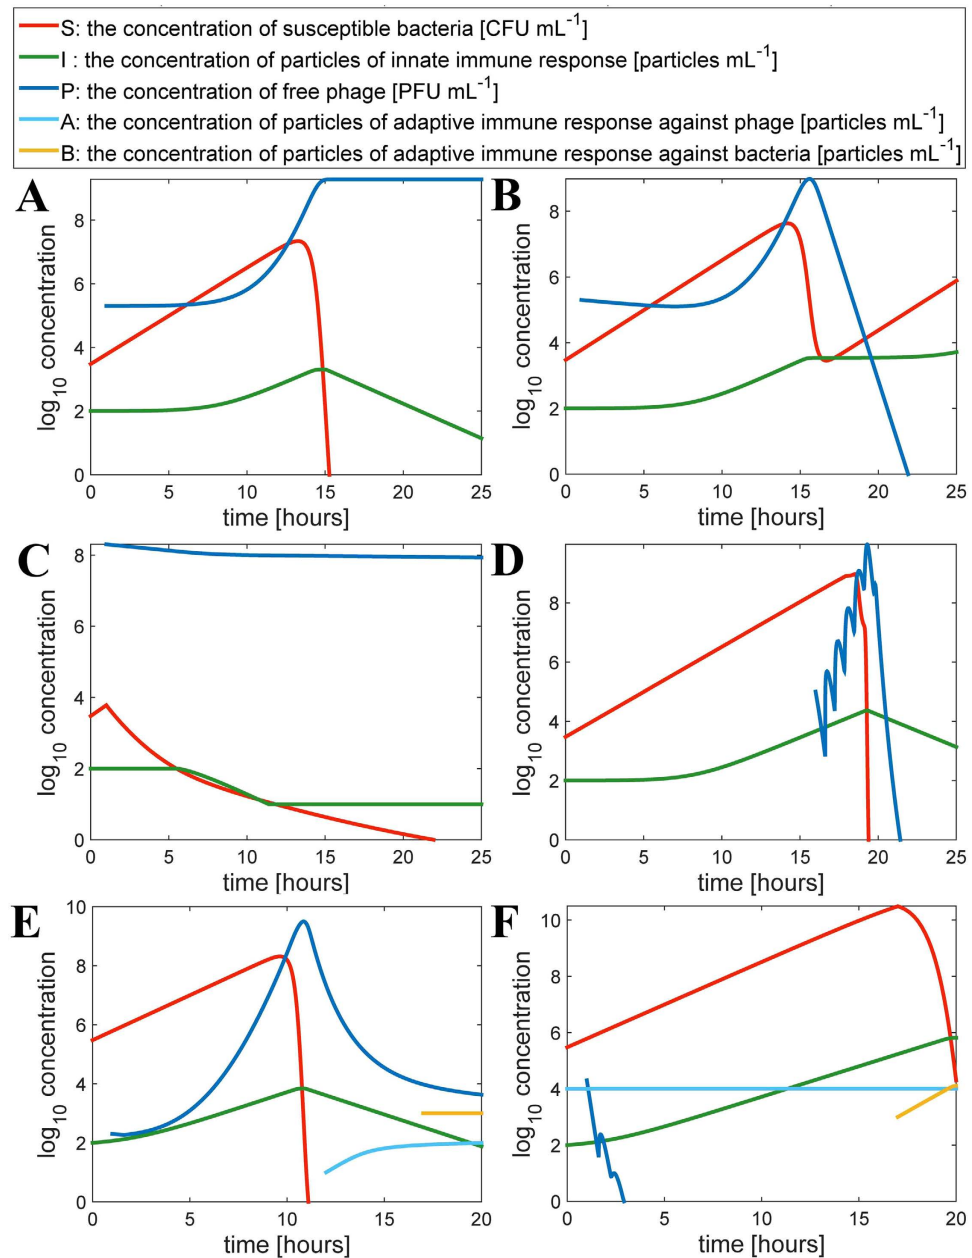 S: the concentration of susceptible bacteria [CFU mL⁻¹]
I : the concentration of particles of innate immune response [particles mL⁻¹]
P: the concentration of free phage [PFU mL⁻¹]
A: the concentration of particles of adaptive immune response against phage [particles mL⁻¹]
B: the concentration of particles of adaptive immune response against bacteria [particles mL⁻¹]
A
log₁₀ concentration
8
6
4
2
0
0 5 10 15 20 25
time [hours]
B
log₁₀ concentration
8
6
4
2
0
0 5 10 15 20 25
time [hours]
C
log₁₀ concentration
8
6
4
2
0
0 5 10 15 20 25
time [hours]
D
log₁₀ concentration
8
6
4
2
0
0 5 10 15 20 25
time [hours]
E
log₁₀ concentration
10
8
6
4
2
0
0 5 10 15 20
time [hours]
F
log₁₀ concentration
10
8
6
4
2
0
0 5 10 15 20
time [hours]